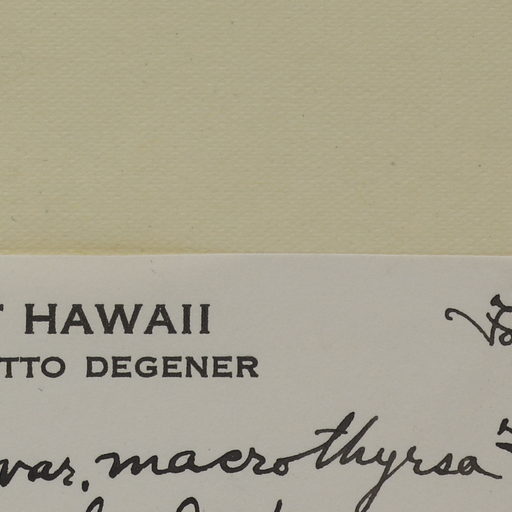 HAWAII
TTO DEGENER
var. macrothyrsa